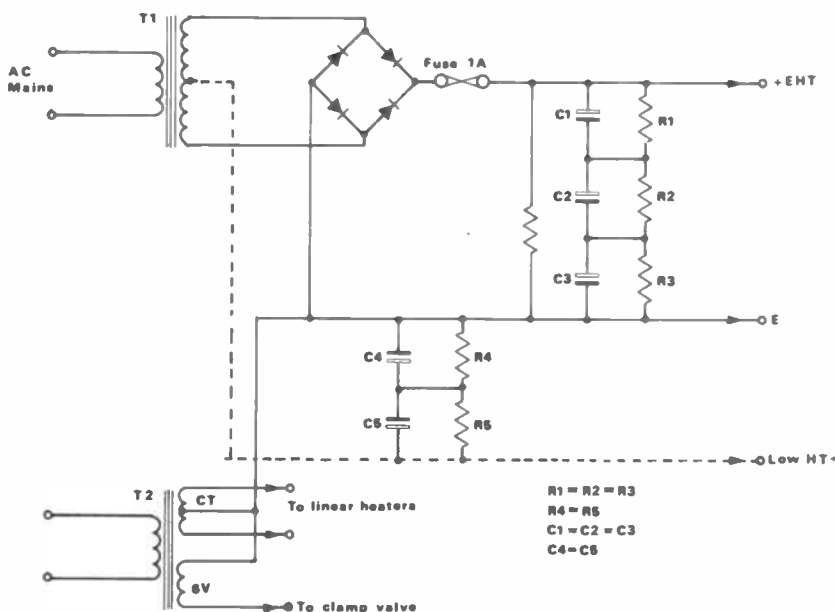 T1
AC
Mains
Fuse 1A
+EHT
C1
R1
C2
R2
C3
R3
E
C4
R4
C5
R5
Low HT+
T2
CT
To linear heaters
6V
To clamp valve
R1 = R2 = R3
R4 = R5
C1 = C2 = C3
C4 = C5